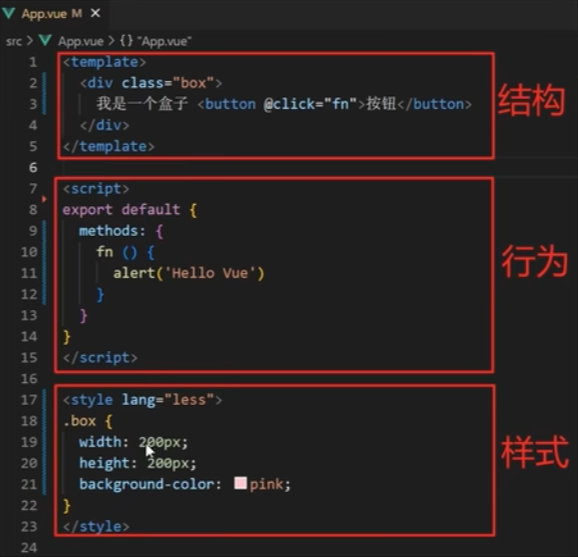 App.vue M
src > App.vue > {} "App.vue"
1 <template>
2 <div class="box">
3 我是一个盒子 <button @click="fn">按钮</button>
4 </div>
5 </template>
结构
6
7 <script>
8 export default {
9 methods: {
10 fn () {
11 alert('Hello Vue')
12 }
13 }
14 }
15 </script>
行为
16
17 <style lang="less">
18 .box {
19 width: 200px;
20 height: 200px;
21 background-color: pink;
22 }
23 </style>
样式
24